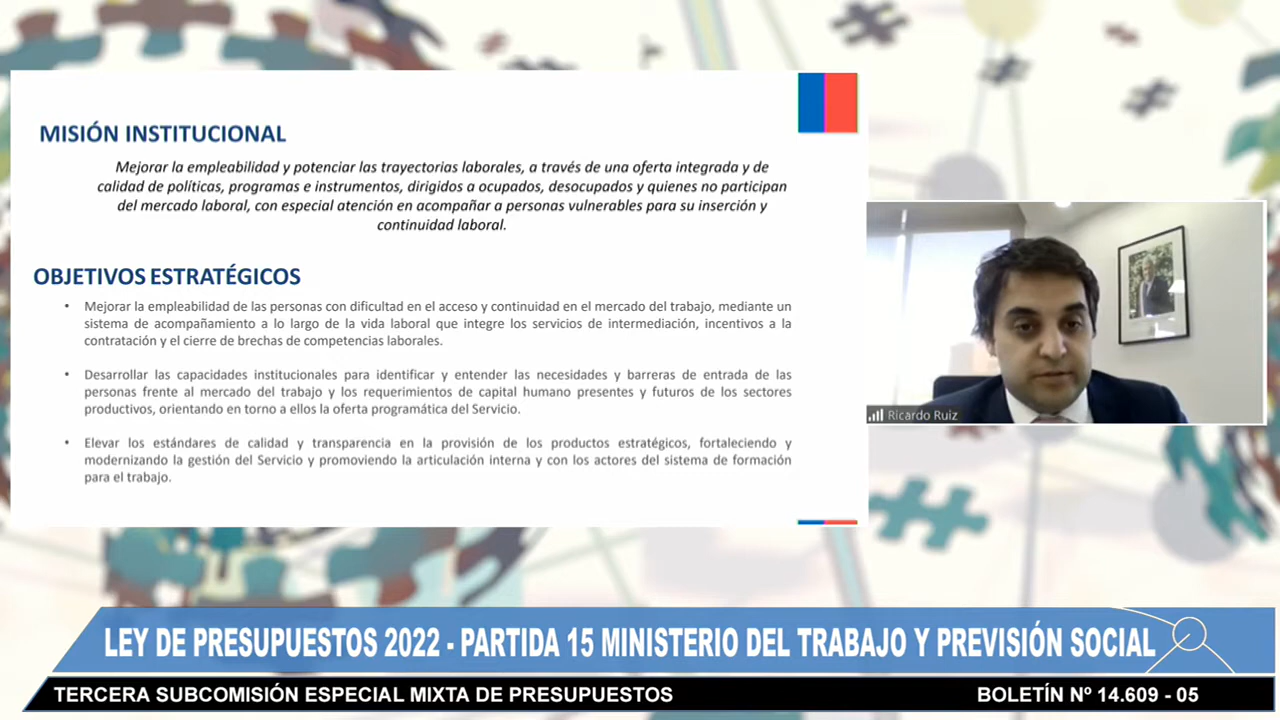 MISIÓN INSTITUCIONAL
Mejorar la empleabilidad y potenciar las trayectorias laborales, a través de una oferta integrada y de
calidad de políticas, programas e instrumentos, dirigidos a ocupados, desocupados y quienes no participan
del mercado laboral, con especial atención en acompañar a personas vulnerables para su inserción y
continuidad laboral.
OBJETIVOS ESTRATÉGICOS
• Mejorar la empleabilidad de las personas con dificultad en el acceso y continuidad en el mercado del trabajo, mediante un
sistema de acompañamiento a lo largo de la vida laboral que integre los servicios de intermediación, incentivos a la
contratación y el cierre de brechas de competencias laborales.
• Desarrollar las capacidades institucionales para identificar y entender las necesidades y barreras de entrada de las
personas frente al mercado del trabajo y los requerimientos de capital humano presentes y futuros de los sectores
productivos, orientando en torno a ellos la oferta programática del Servicio.
• Elevar los estándares de calidad y transparencia en la provisión de los productos estratégicos, fortaleciendo y
modernizando la gestión del Servicio y promoviendo la articulación interna y con los actores del sistema de formación
para el trabajo.
Ricardo Ruiz
LEY DE PRESUPUESTOS 2022 - PARTIDA 15 MINISTERIO DEL TRABAJO Y PREVISIÓN SOCIAL
TERCERA SUBCOMISIÓN ESPECIAL MIXTA DE PRESUPUESTOS
BOLETÍN Nº 14.609 - 05